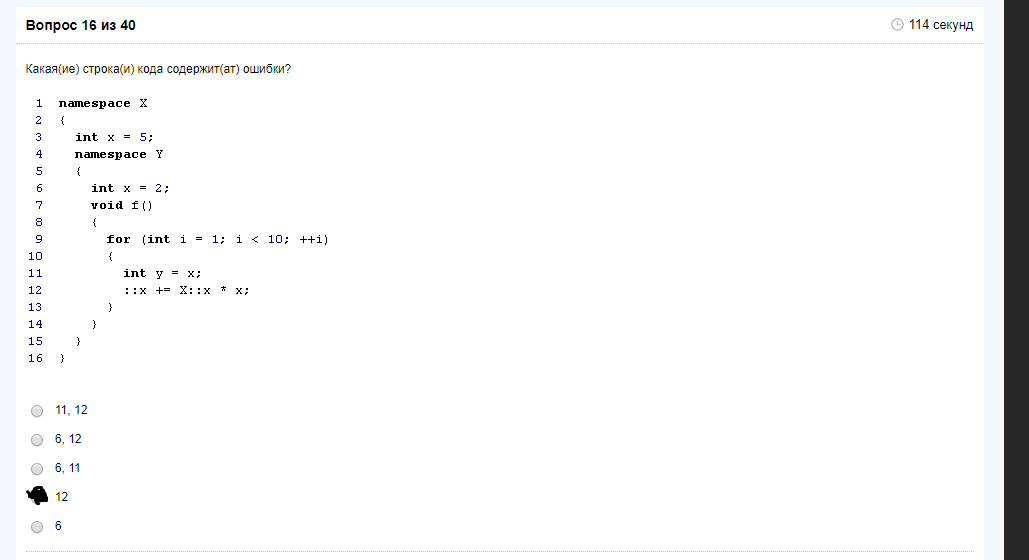 Вопрос 16 из 40
114 секунд
Какая(ие) строка(и) кода содержит(ат) ошибки?
1 namespace X
2 {
3 int x = 5;
4 namespace Y
5 {
6 int x = 2;
7 void f()
8 {
9 for (int i = 1; i < 10; ++i)
10 {
11 int y = x;
12 ::x += X::x * x;
13 }
14 }
15 }
16 }
11, 12
6, 12
6, 11
12
6